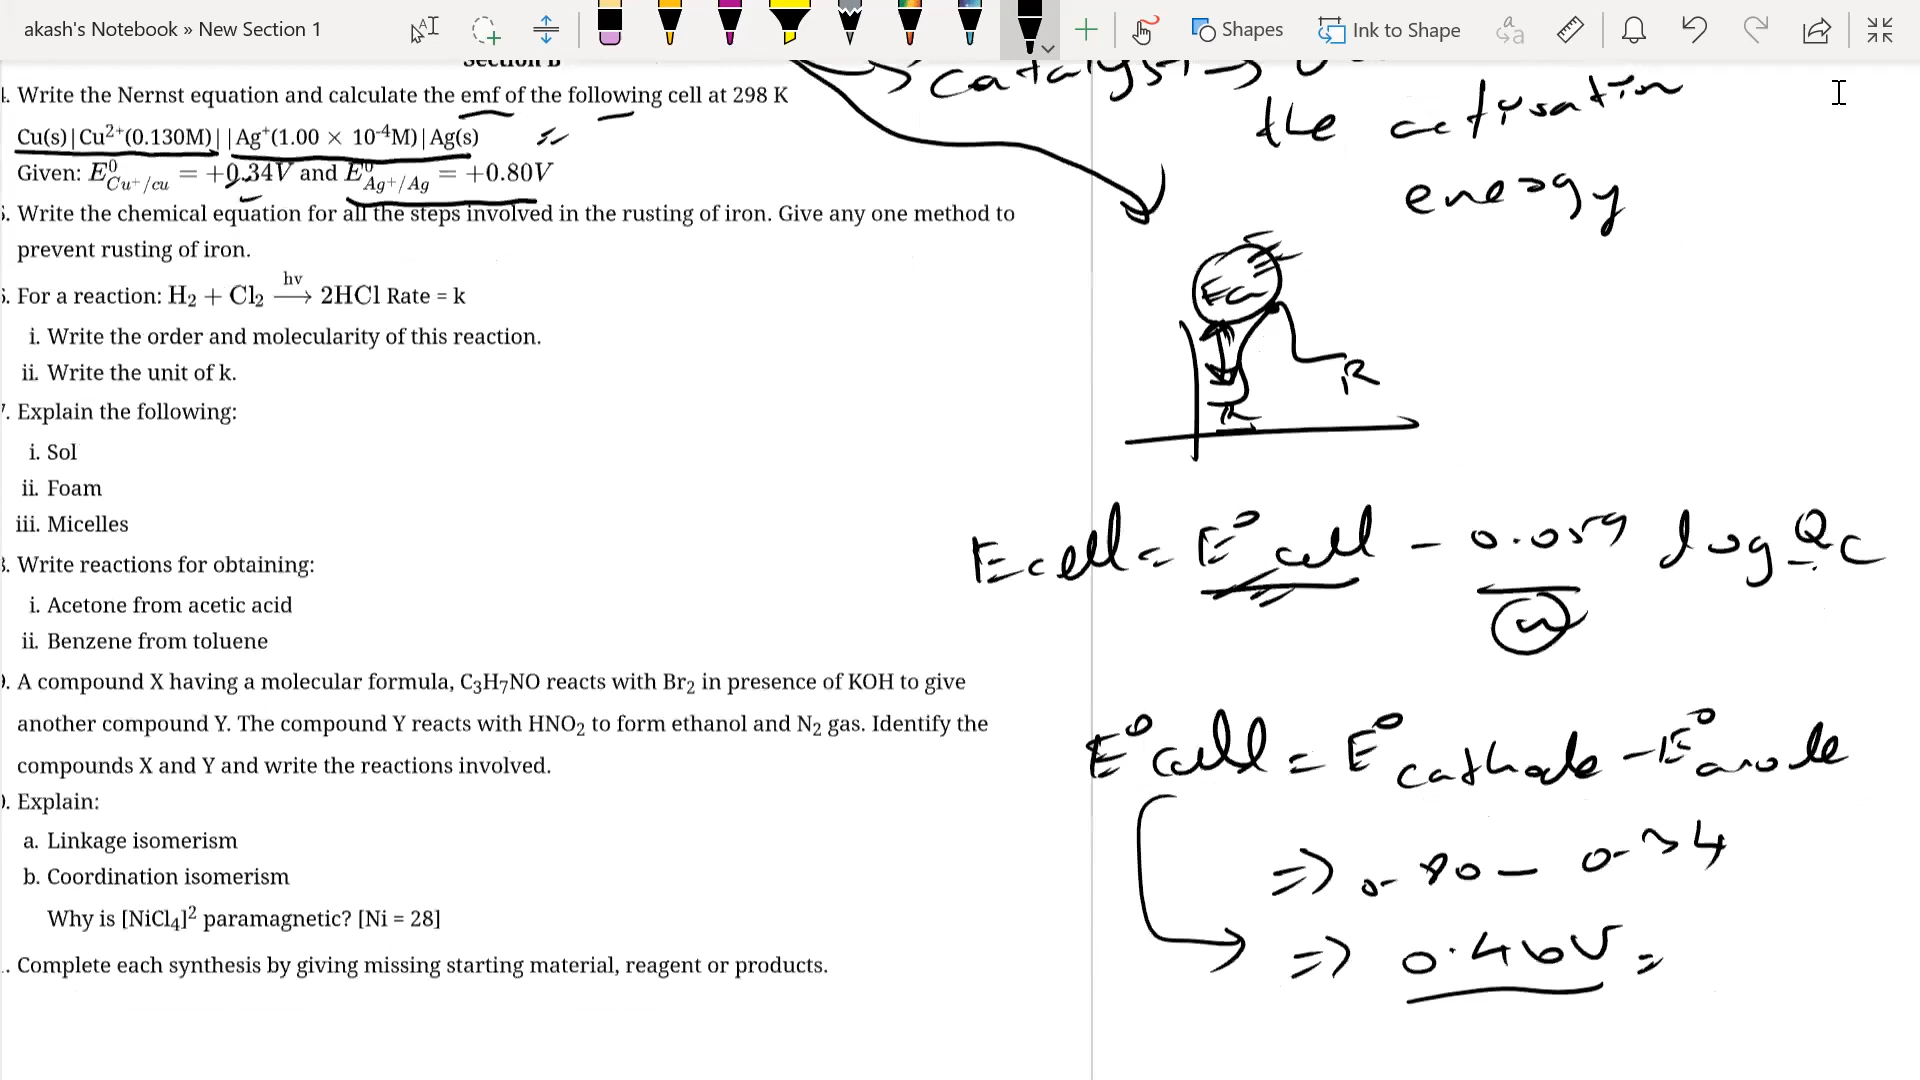 akash's Notebook » New Section 1
Shapes
Ink to Shape
Section B
. Write the Nernst equation and calculate the emf of the following cell at 298 K
Cu(s)|Cu²⁺(0.130M)||Ag⁺(1.00 × 10⁻⁴M)|Ag(s)
Given: E⁰Cu⁺/cu = +0.34V and E⁰Ag⁺/Ag = +0.80V
. Write the chemical equation for all the steps involved in the rusting of iron. Give any one method to
prevent rusting of iron.
. For a reaction: H₂ + Cl₂ hv⟶ 2HCl Rate = k
i. Write the order and molecularity of this reaction.
ii. Write the unit of k.
. Explain the following:
i. Sol
ii. Foam
iii. Micelles
. Write reactions for obtaining:
i. Acetone from acetic acid
ii. Benzene from toluene
. A compound X having a molecular formula, C₃H₇NO reacts with Br₂ in presence of KOH to give
another compound Y. The compound Y reacts with HNO₂ to form ethanol and N₂ gas. Identify the
compounds X and Y and write the reactions involved.
. Explain:
a. Linkage isomerism
b. Coordination isomerism
Why is [NiCl₄]² paramagnetic? [Ni = 28]
. Complete each synthesis by giving missing starting material, reagent or products.
→ catalyst →
the activation
energy
Ea
R
R
Ecell = E⁰cell - 0.059/n log Qc
E⁰cell = E⁰cathode - E⁰anode
⇒ 0.80 - 0.34
⇒ 0.46V =